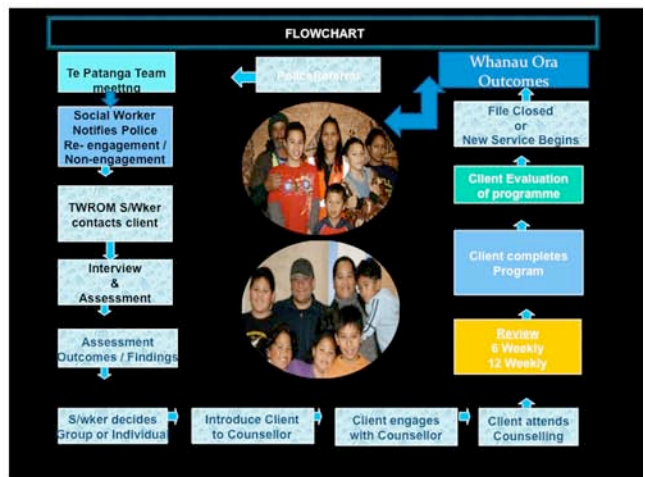 FLOWCHART
Te Patanga Team
meettng
Police Referral
Whanau Ora
Outcomes
Social Worker
Notifies Police
Re- engagement /
Non-engagement
TWROM S/Wker
contacts client
Interview
&
Assessment
Assessment
Outcomes / Findings
S/wker decides
Group or Individual
Introduce Client
to Counsellor
Client engages
with Counsellor
Client attends
Counselling
Review
6 Weekly
12 Weekly
Client completes
Program
Client Evaluation
of programme
File Closed
or
New Service Begins